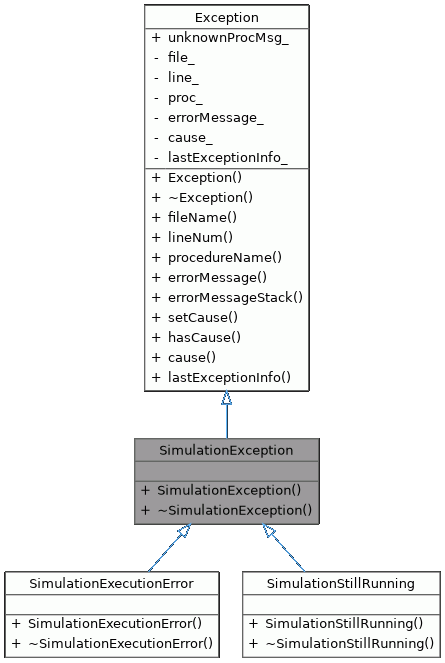 Exception
+ unknownProcMsg_
- file_
- line_
- proc_
- errorMessage_
- cause_
- lastExceptionInfo_
+ Exception()
+ ~Exception()
+ fileName()
+ lineNum()
+ procedureName()
+ errorMessage()
+ errorMessageStack()
+ setCause()
+ hasCause()
+ cause()
+ lastExceptionInfo()
SimulationException
+ SimulationException()
+ ~SimulationException()
SimulationExecutionError
+ SimulationExecutionError()
+ ~SimulationExecutionError()
SimulationStillRunning
+ SimulationStillRunning()
+ ~SimulationStillRunning()